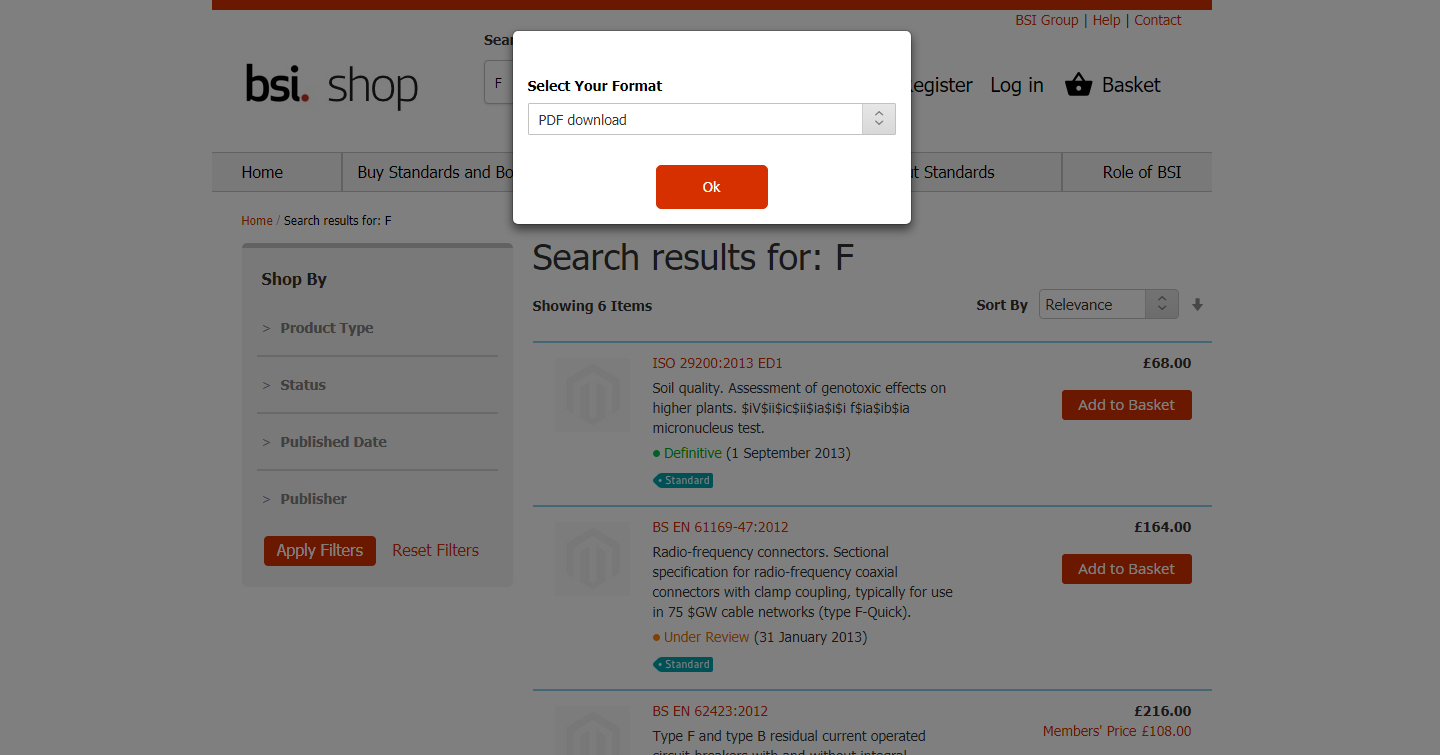 BSI Group | Help | Contact
Sear
bsi. shop
F
Select Your Format
PDF download
Ok
egister Log in Basket
Home Buy Standards and Bo t Standards Role of BSI
Home / Search results for: F
Search results for: F
Shop By
> Product Type
> Status
> Published Date
> Publisher
Apply Filters Reset Filters
Showing 6 Items
Sort By Relevance
ISO 29200:2013 ED1 £68.00
Soil quality. Assessment of genotoxic effects on
higher plants. $iV$ii$ic$ii$ia$i$i f$ia$ib$ia
micronucleus test.
Add to Basket
Definitive (1 September 2013)
Standard
BS EN 61169-47:2012 £164.00
Radio-frequency connectors. Sectional
specification for radio-frequency coaxial
connectors with clamp coupling, typically for use
in 75 $GW cable networks (type F-Quick).
Add to Basket
Under Review (31 January 2013)
Standard
BS EN 62423:2012 £216.00
Members' Price £108.00
Type F and type B residual current operated
circuit-breakers with and without integral